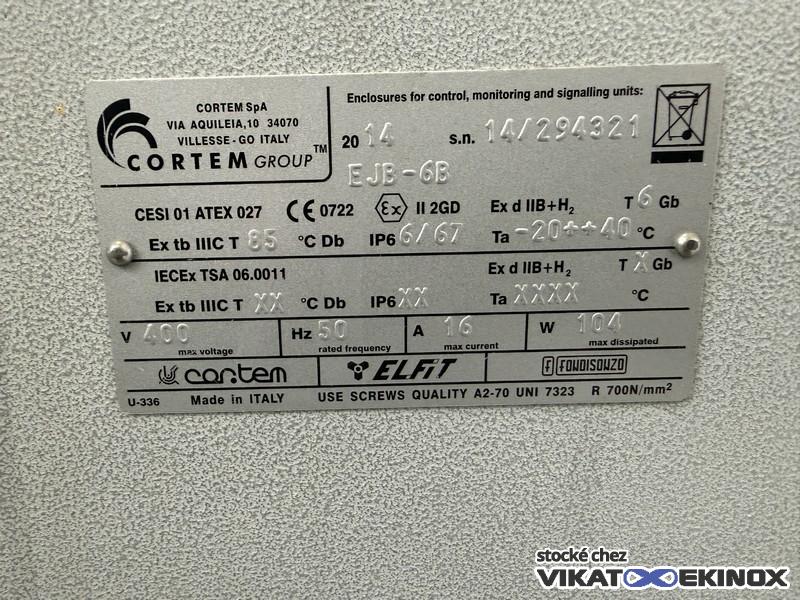 CORTEM SpA
VIA AQUILEIA,10 34070
VILLESSE-GO ITALY
CORTEM GROUP™
Enclosures for control, monitoring and signalling units:
2014 s.n. 14/294321
EJB-6B
CESI 01 ATEX 027 CE 0722 Ex II 2GD Ex d IIB+H₂ T 6 Gb
Ex tb IIIC T 85 °C Db IP6 6/67 Ta -20÷+40 °C
IECEx TSA 06.0011 Ex d IIB+H₂ T X Gb
Ex tb IIIC T XX °C Db IP6XX Ta XXXX °C
V 400 Hz 50 A 16 W 104
max voltage rated frequency max current max dissipated
cortem ELFIT FONDISONZO
U-336 Made in ITALY USE SCREWS QUALITY A2-70 UNI 7323 R 700N/mm²
stocké chez
VIKAT EKINOX